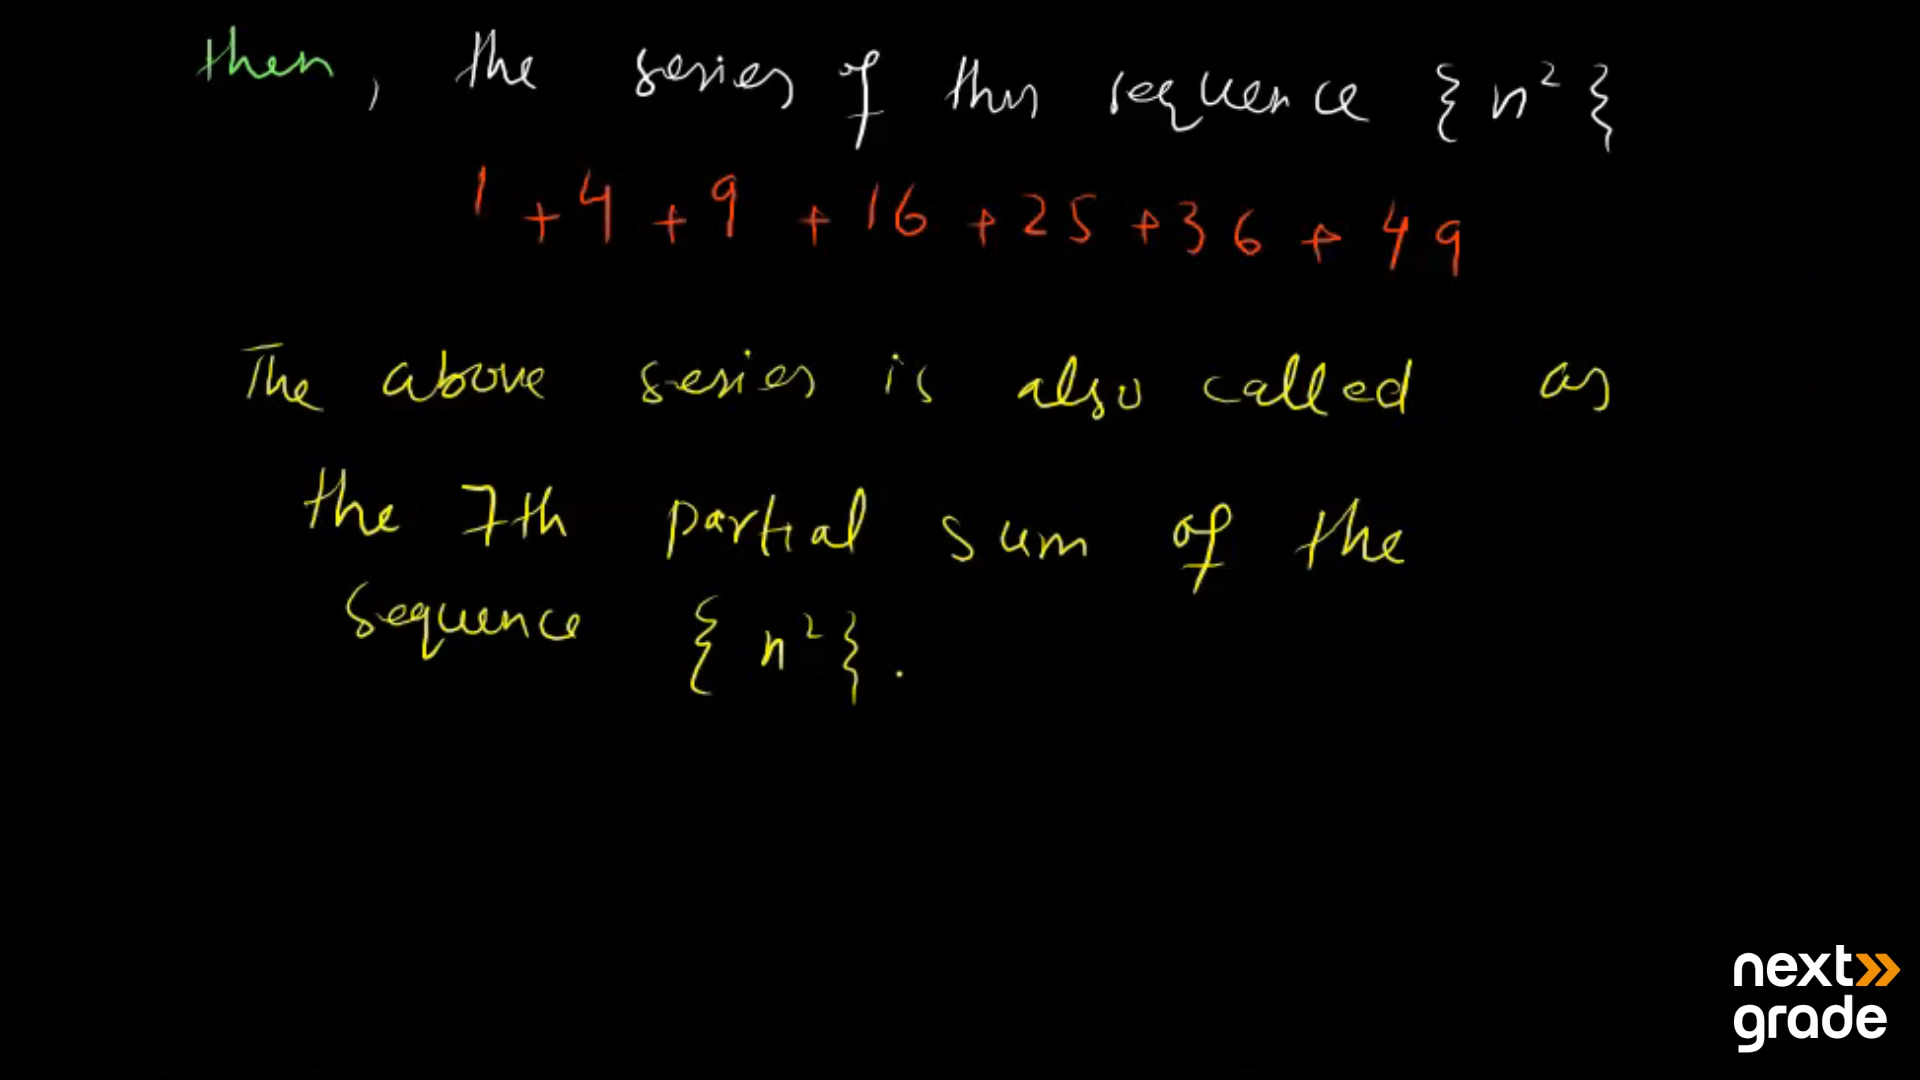 then, the series of this sequence {n²}
1 + 4 + 9 + 16 + 25 + 36 + 49
The above series is also called as
the 7th partial sum of the
sequence {n²}.
next
grade